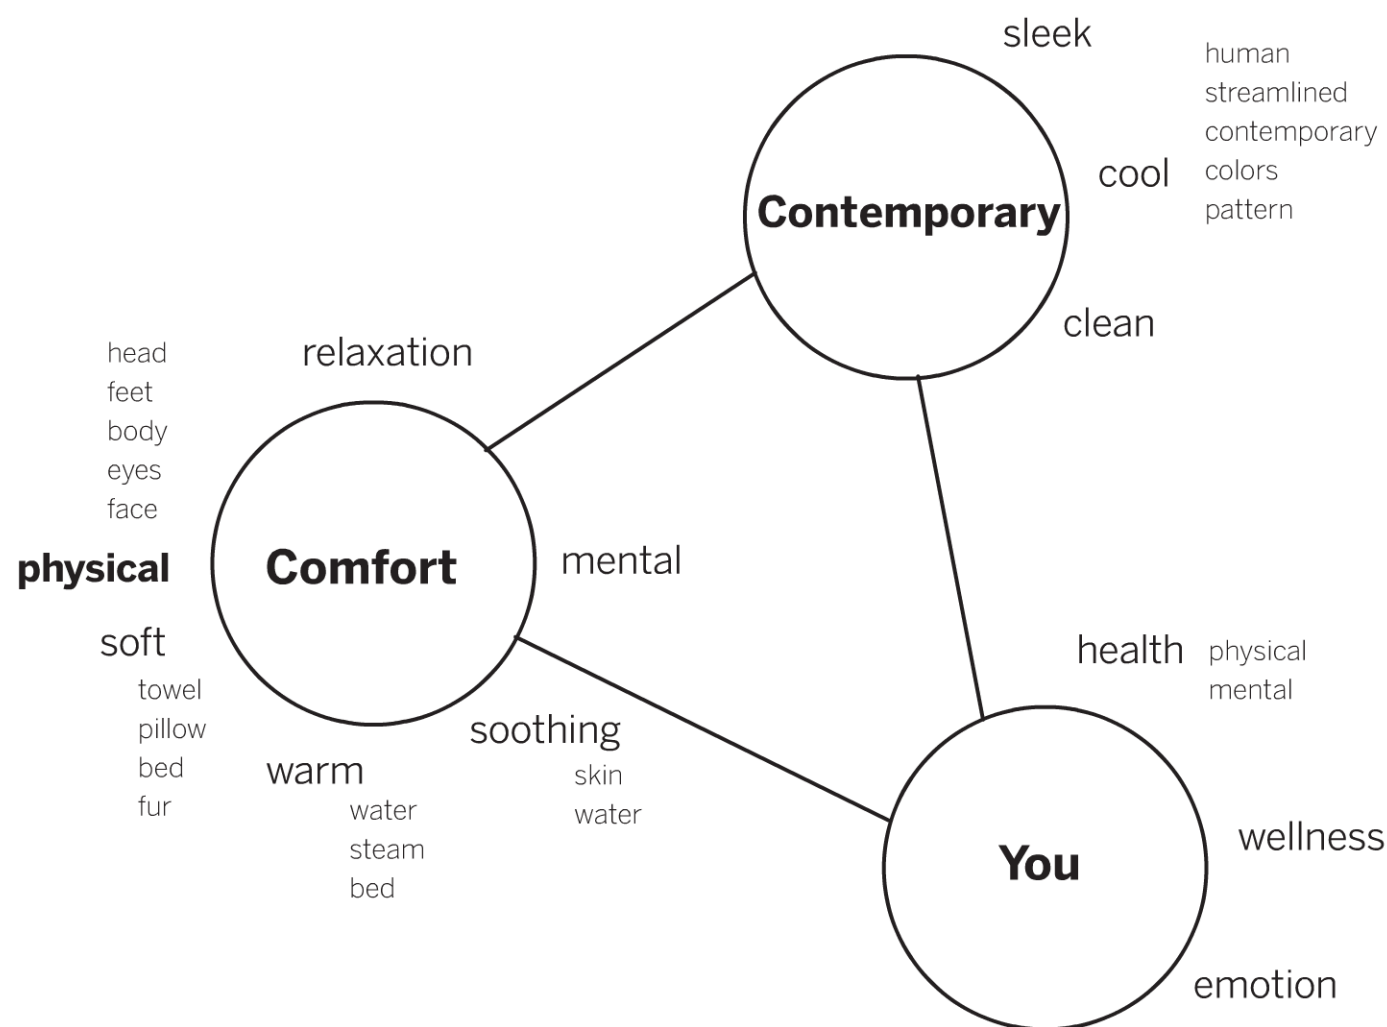 sleek
human
streamlined
contemporary
colors
pattern
cool
Contemporary
clean
relaxation
head
feet
body
eyes
face
physical
Comfort
mental
soft
towel
pillow
bed
fur
warm
water
steam
bed
soothing
skin
water
health
physical
mental
You
wellness
emotion